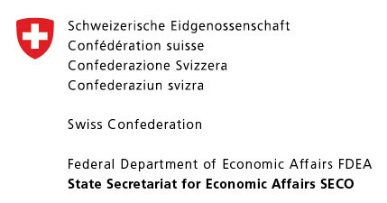 Schweizerische Eidgenossenschaft
Confédération suisse
Confederazione Svizzera
Confederaziun svizra
Swiss Confederation
Federal Department of Economic Affairs FDEA
State Secretariat for Economic Affairs SECO